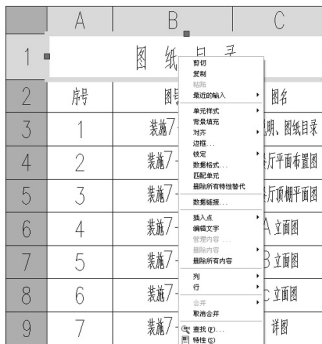 A B C
1 图 纸 目 录
2 序号 图号 图名
3 1 装施7- 明、图纸目录
4 2 装施7- 厅平面布置图
5 3 装施7- 厅顶棚平面图
6 4 装施7- A 立面图
7 5 装施7- B 立面图
8 6 装施7- C 立面图
9 7 装施7- 详图
剪切
复制
粘贴
最近的输入
单元样式
背景填充
对齐
边框...
锁定
数据格式...
匹配单元
删除所有特性替代
数据链接...
插入点
编辑文字
管理内容...
删除内容
删除所有内容
列
行
合并
取消合并
查找(F)...
特性(S)